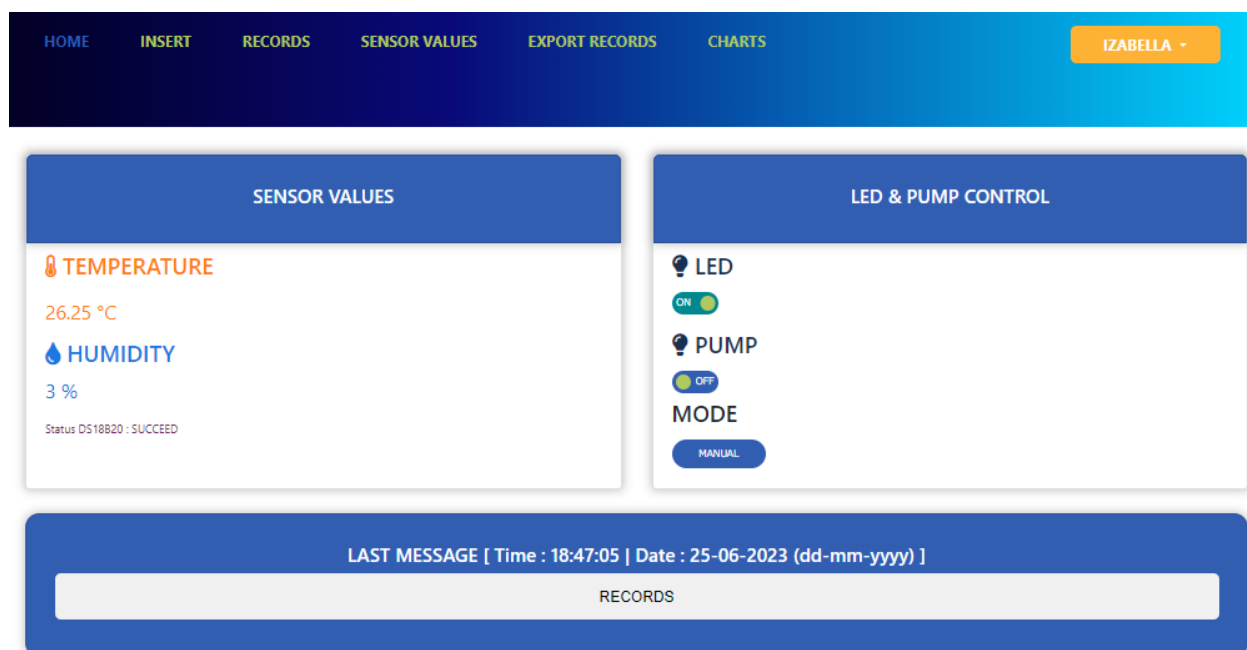 HOME INSERT RECORDS SENSOR VALUES EXPORT RECORDS CHARTS IZABELLA
SENSOR VALUES
TEMPERATURE
26.25 °C
HUMIDITY
3 %
Status DS18B20 : SUCCEED
LED & PUMP CONTROL
LED
ON
PUMP
OFF
MODE
MANUAL
LAST MESSAGE [ Time : 18:47:05 | Date : 25-06-2023 (dd-mm-yyyy) ]
RECORDS